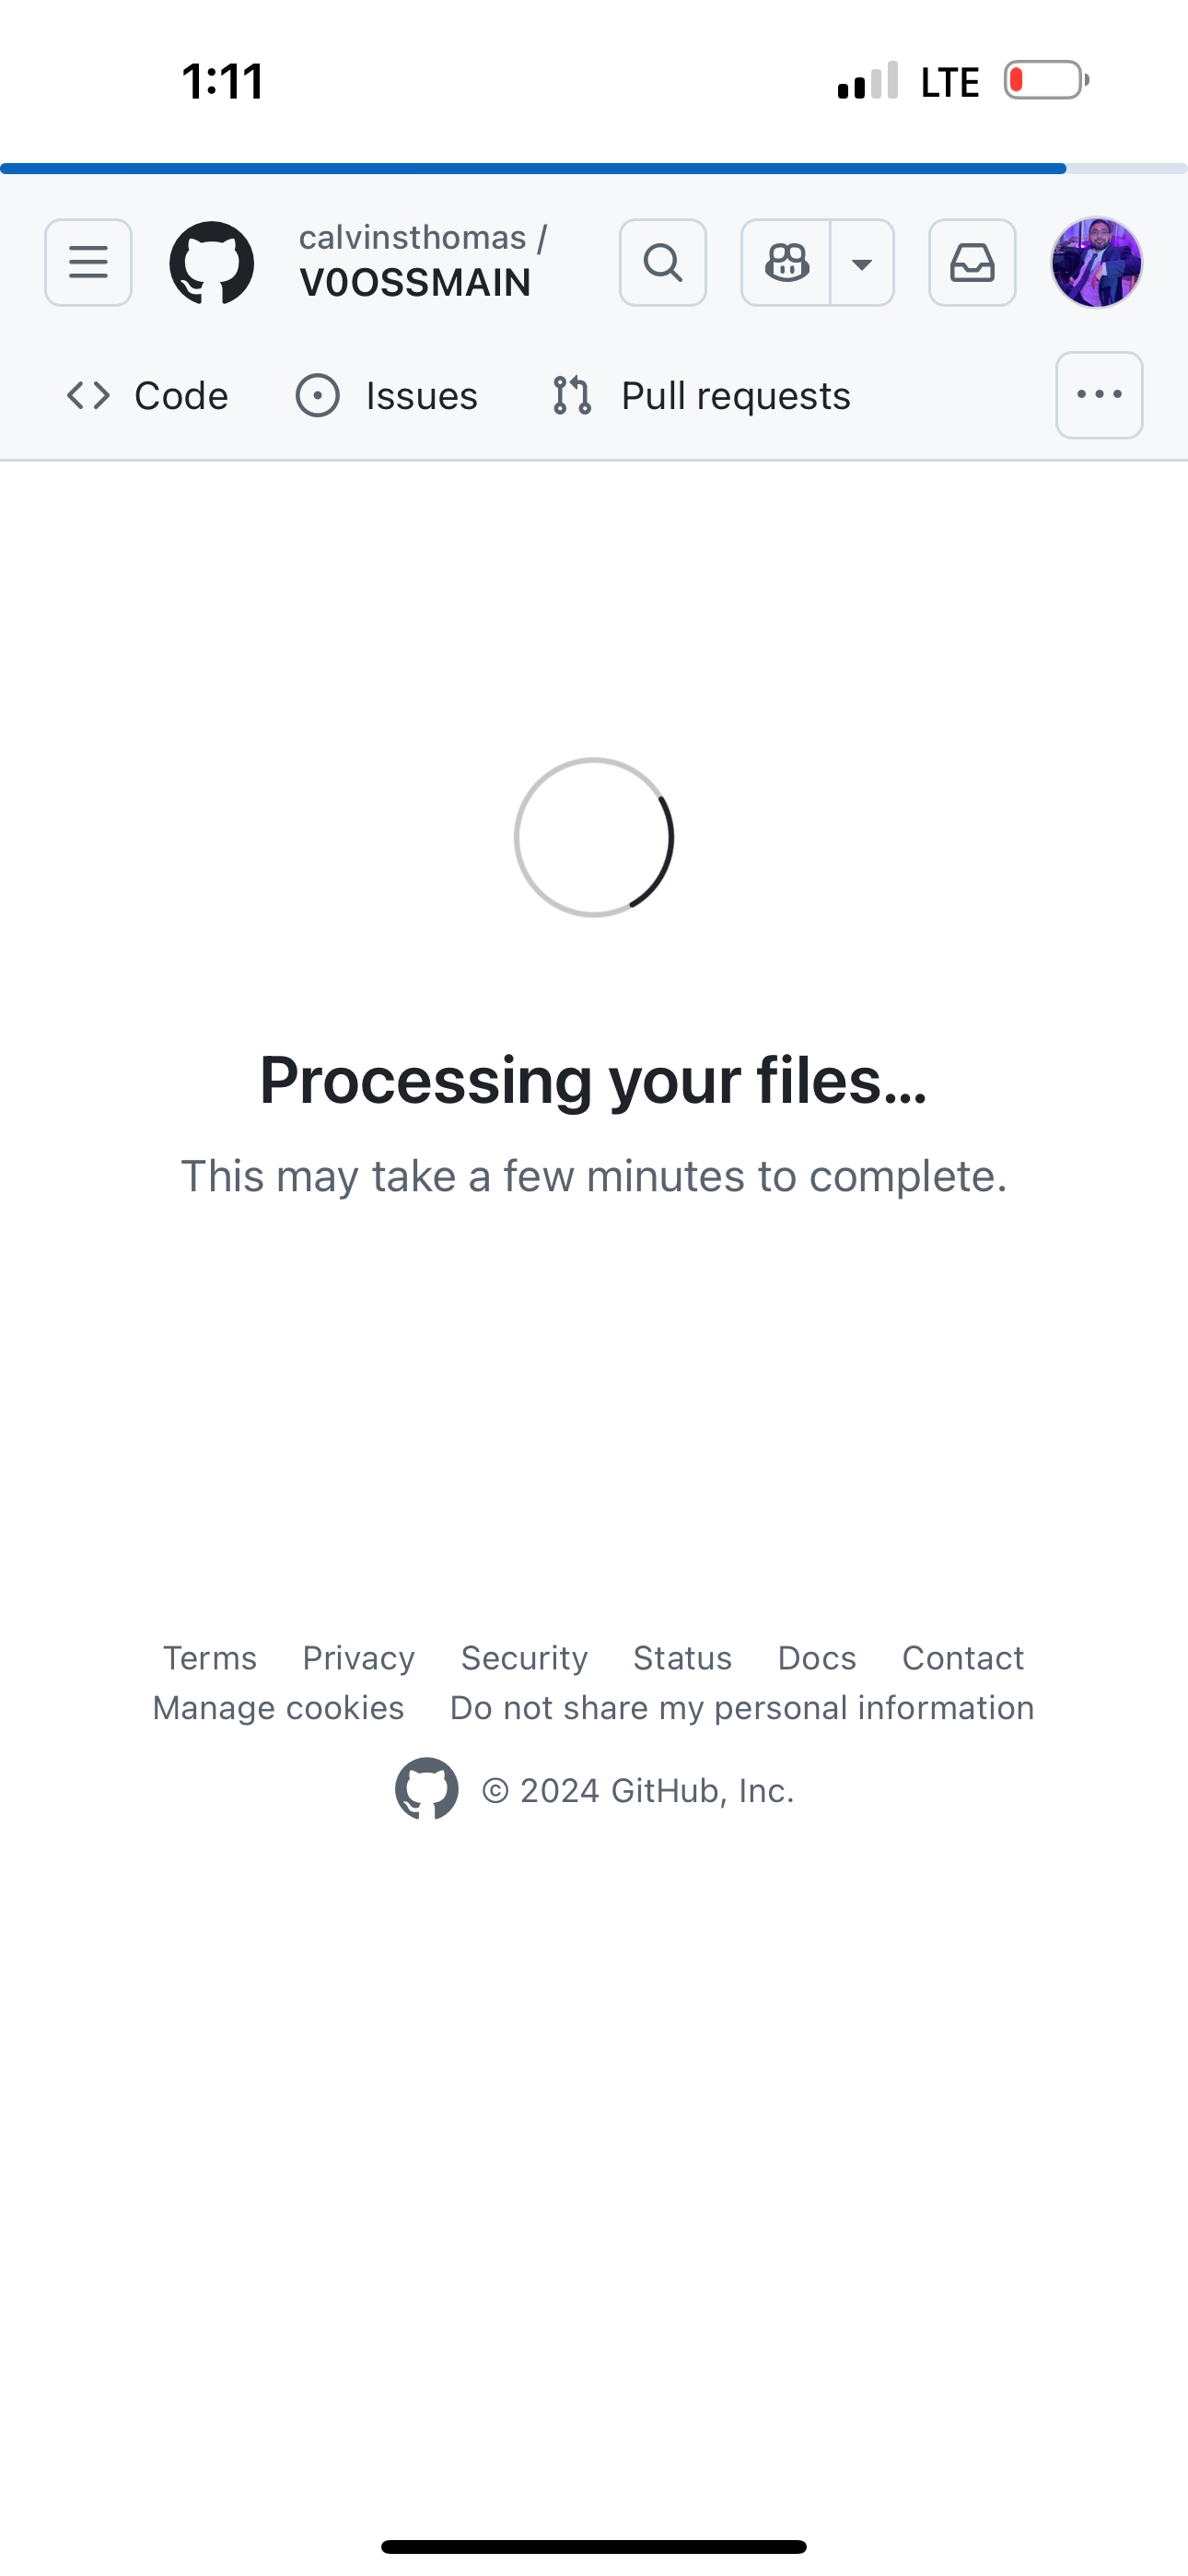 1:11 LTE
calvinsthomas /
V0OSSMAIN
Code Issues Pull requests
Processing your files...
This may take a few minutes to complete.
Terms Privacy Security Status Docs Contact
Manage cookies Do not share my personal information
© 2024 GitHub, Inc.